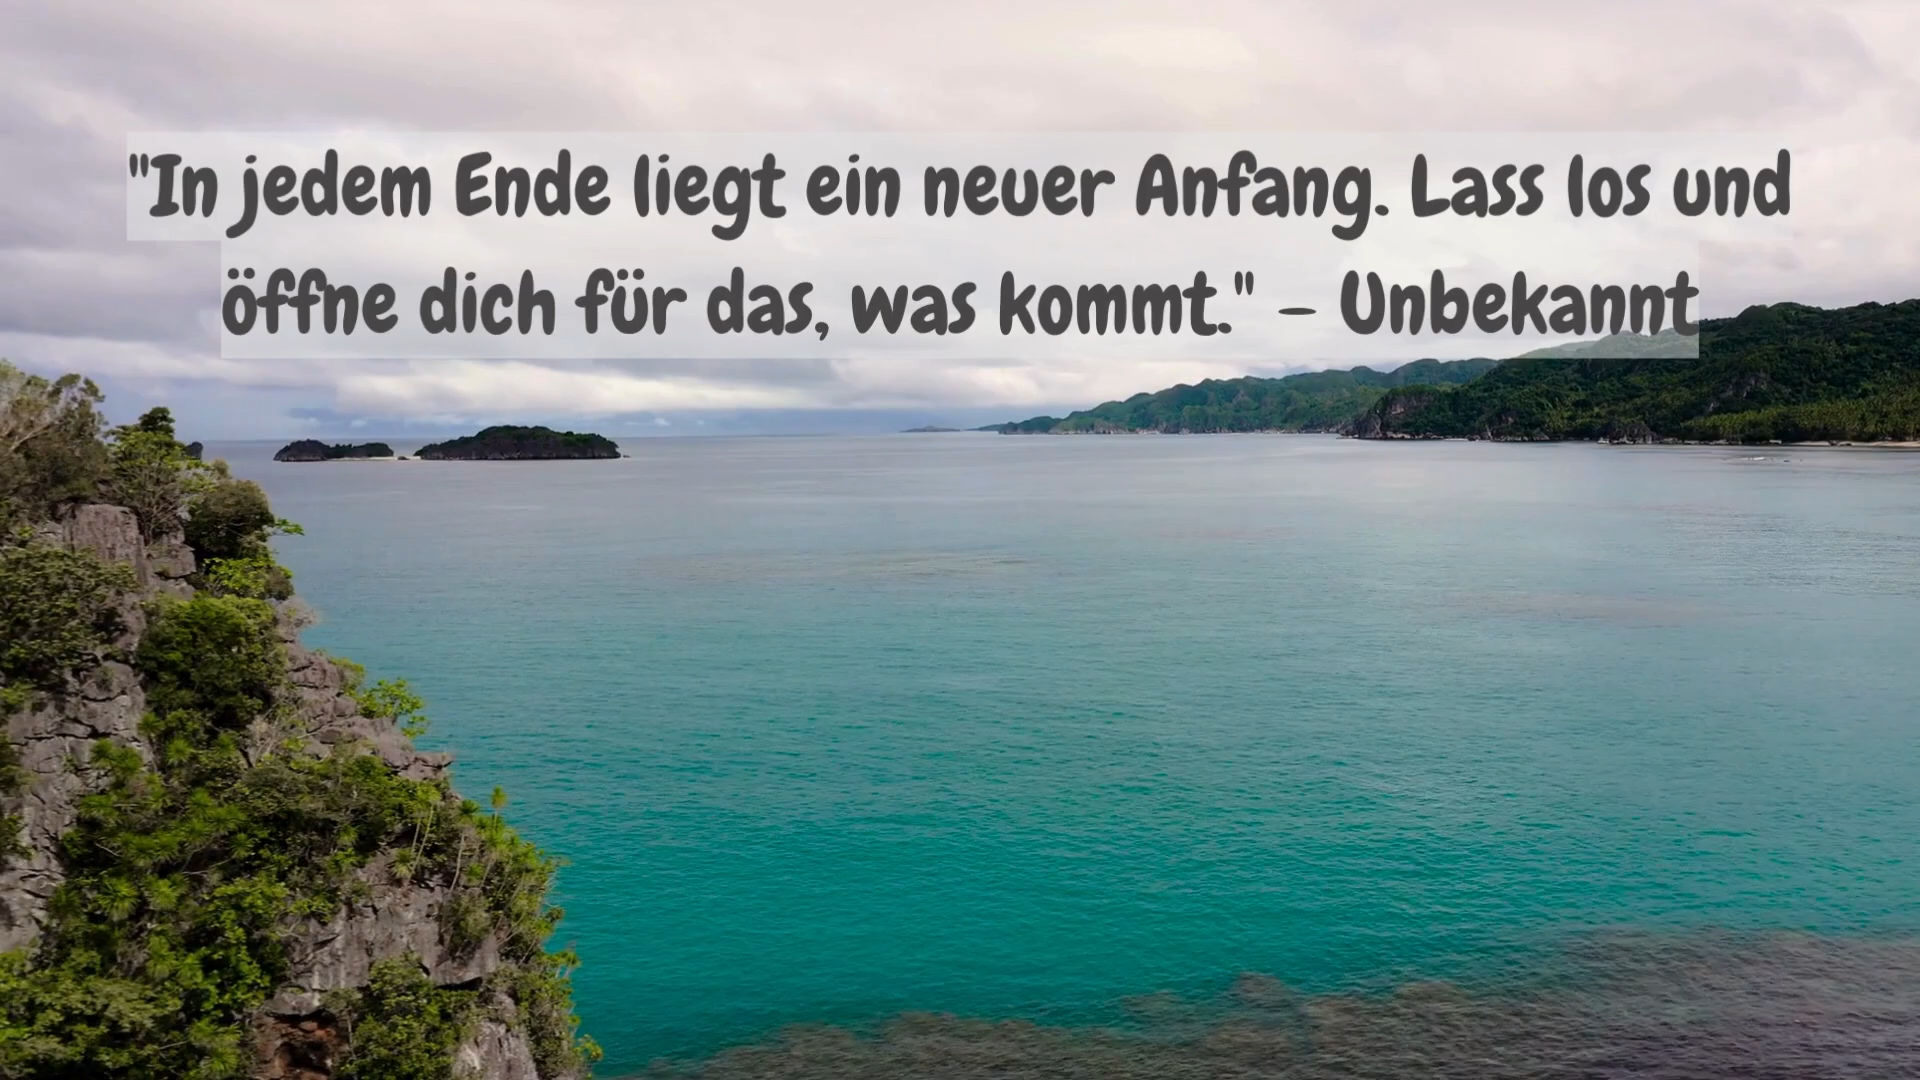 "In jedem Ende liegt ein neuer Anfang. Lass los und
öffne dich für das, was kommt." – Unbekannt